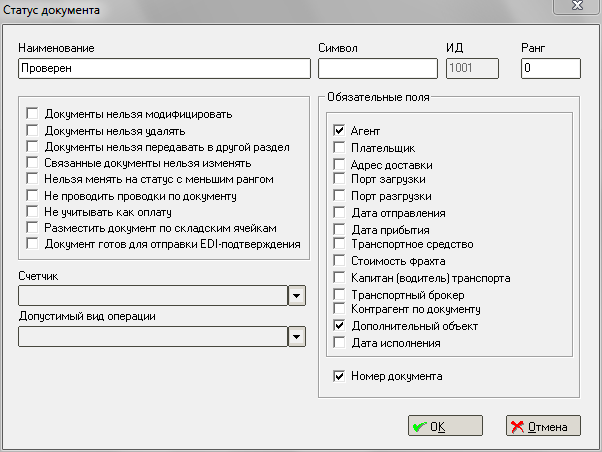 Статус документа
Наименование Символ ИД Ранг
Проверен 1001 0
Документы нельзя модифицировать
Документы нельзя удалять
Документы нельзя передавать в другой раздел
Связанные документы нельзя изменять
Нельзя менять на статус с меньшим рангом
Не проводить проводки по документу
Не учитывать как оплату
Разместить документ по складским ячейкам
Документ готов для отправки EDI-подтверждения
Счетчик
Допустимый вид операции
Обязательные поля
Агент
Плательщик
Адрес доставки
Порт загрузки
Порт разгрузки
Дата отправления
Дата прибытия
Транспортное средство
Стоимость фрахта
Капитан (водитель) транспорта
Транспортный брокер
Контрагент по документу
Дополнительный объект
Дата исполнения
Номер документа
OK Отмена